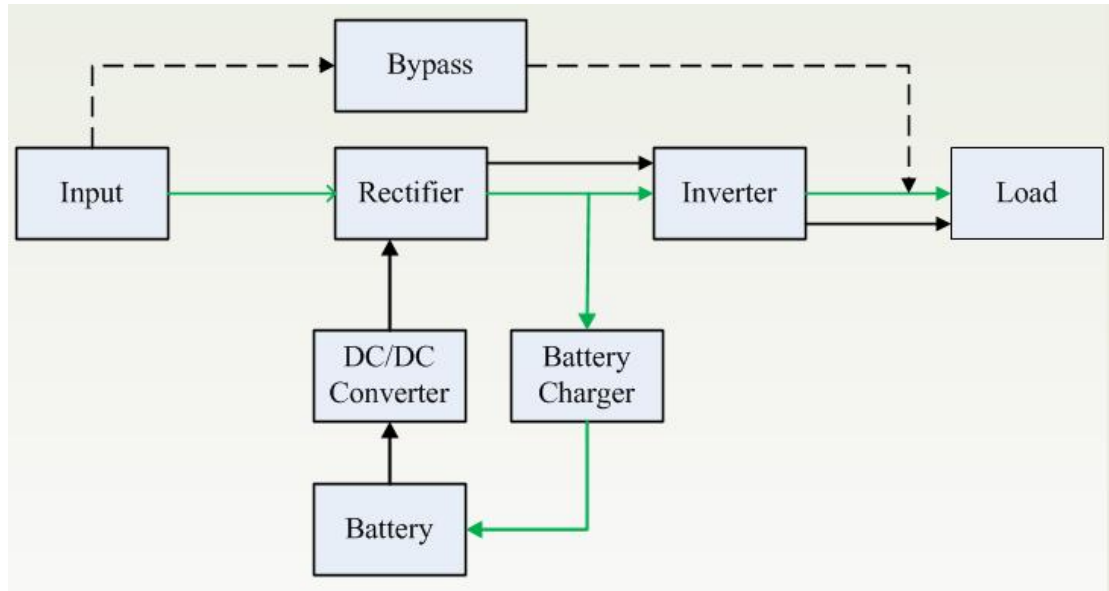 Bypass
Input
Rectifier
Inverter
Load
DC/DC
Converter
Battery
Charger
Battery